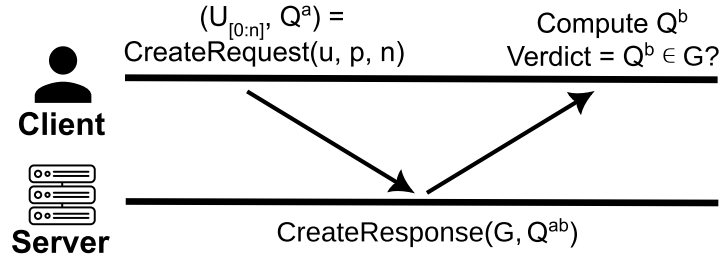 (U[0:n], Qᵃ) =
CreateRequest(u, p, n)
Compute Qᵇ
Verdict = Qᵇ ∈ G?
Client
Server
CreateResponse(G, Qᵃᵇ)